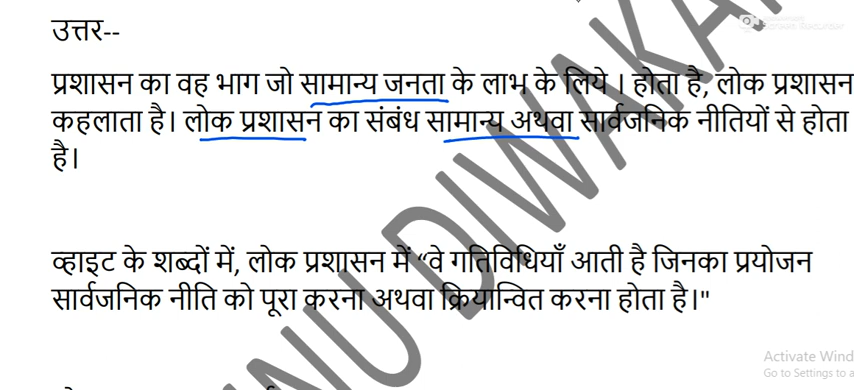 उत्तर--
प्रशासन का वह भाग जो सामान्य जनता के लाभ के लिये । होता है, लोक प्रशासन
कहलाता है। लोक प्रशासन का संबंध सामान्य अथवा सार्वजनिक नीतियों से होता
है।
व्हाइट के शब्दों में, लोक प्रशासन में “वे गतिविधियाँ आती है जिनका प्रयोजन
सार्वजनिक नीति को पूरा करना अथवा क्रियान्वित करना होता है।"
Activate Wind
Go to Settings to a